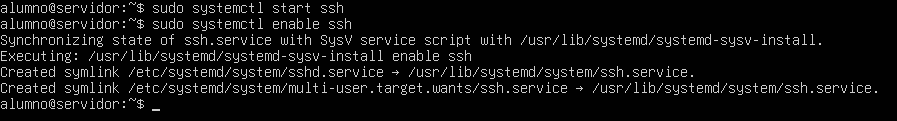 alumno@servidor:~$ sudo systemctl start ssh
alumno@servidor:~$ sudo systemctl enable ssh
Synchronizing state of ssh.service with SysV service script with /usr/lib/systemd/systemd-sysv-install.
Executing: /usr/lib/systemd/systemd-sysv-install enable ssh
Created symlink /etc/systemd/system/sshd.service → /usr/lib/systemd/system/ssh.service.
Created symlink /etc/systemd/system/multi-user.target.wants/ssh.service → /usr/lib/systemd/system/ssh.service.
alumno@servidor:~$ _